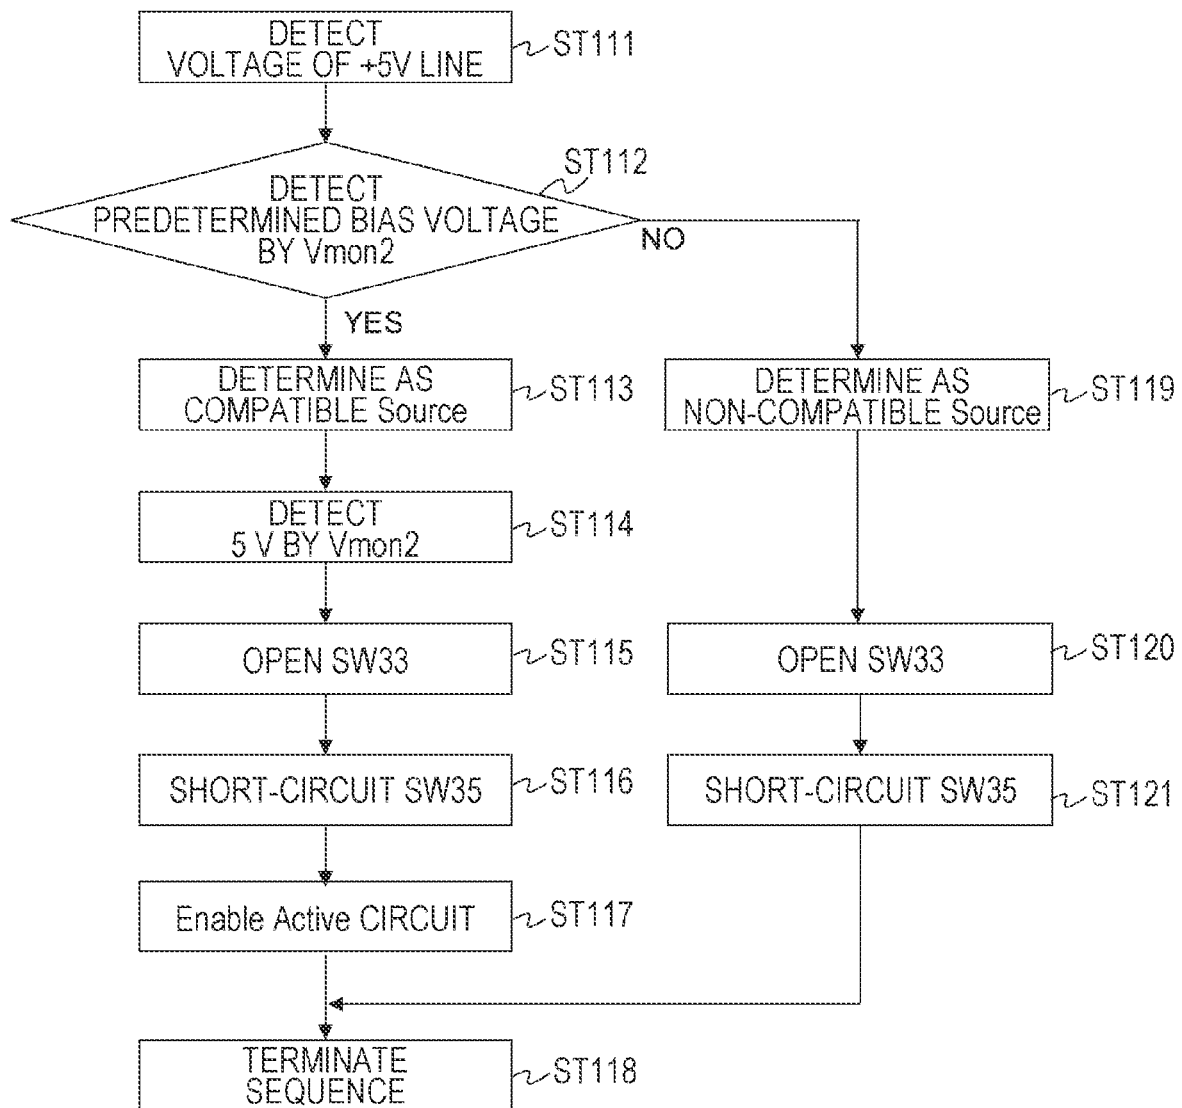 DETECT
VOLTAGE OF +5V LINE
ST111
DETECT
PREDETERMINED BIAS VOLTAGE
BY Vmon2
ST112
NO
YES
DETERMINE AS
COMPATIBLE Source
ST113
DETERMINE AS
NON-COMPATIBLE Source
ST119
DETECT
5 V BY Vmon2
ST114
OPEN SW33
ST115
OPEN SW33
ST120
SHORT-CIRCUIT SW35
ST116
SHORT-CIRCUIT SW35
ST121
Enable Active CIRCUIT
ST117
TERMINATE
SEQUENCE
ST118